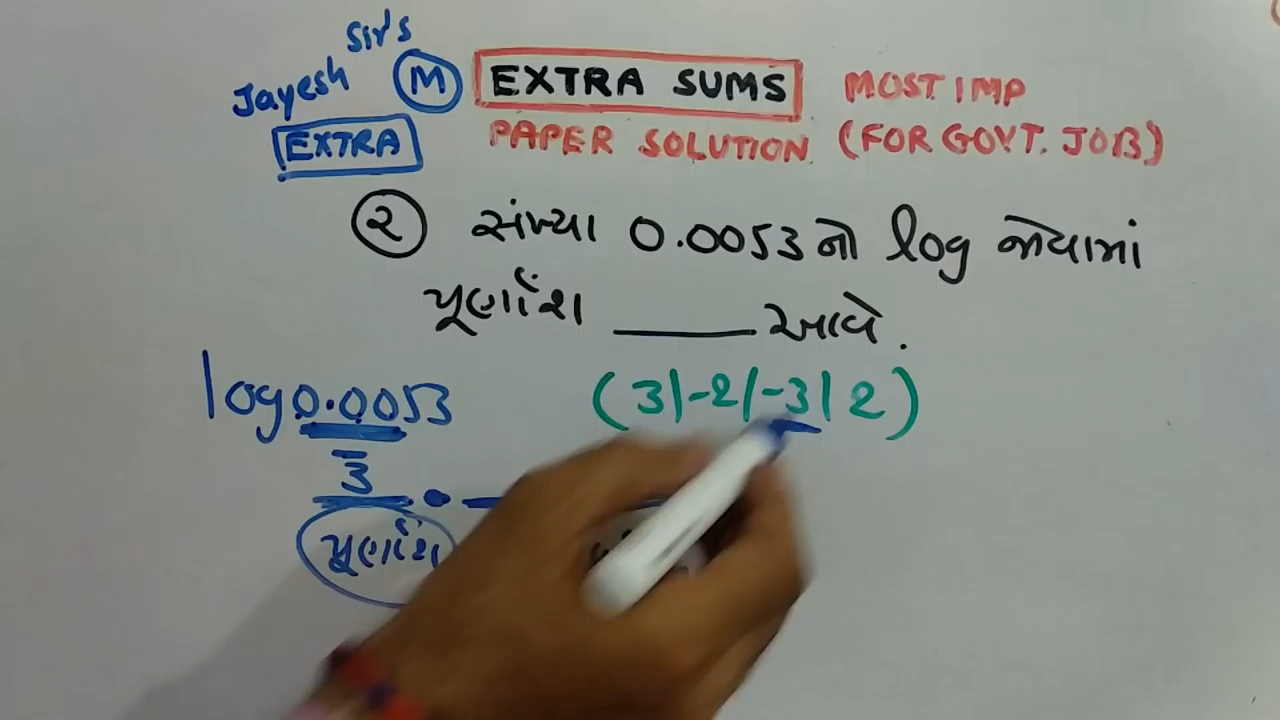 Jayesh Sir's M EXTRA SUMS MOST IMP
EXTRA PAPER SOLUTION (FOR GOVT. JOB)
૨ સંખ્યા 0.0053 નો log જોવામાં
પૂર્ણાંશ ______ આવે.
log 0.0053 (3|-2|-3|2)
3̄ .
પૂર્ણાંશ